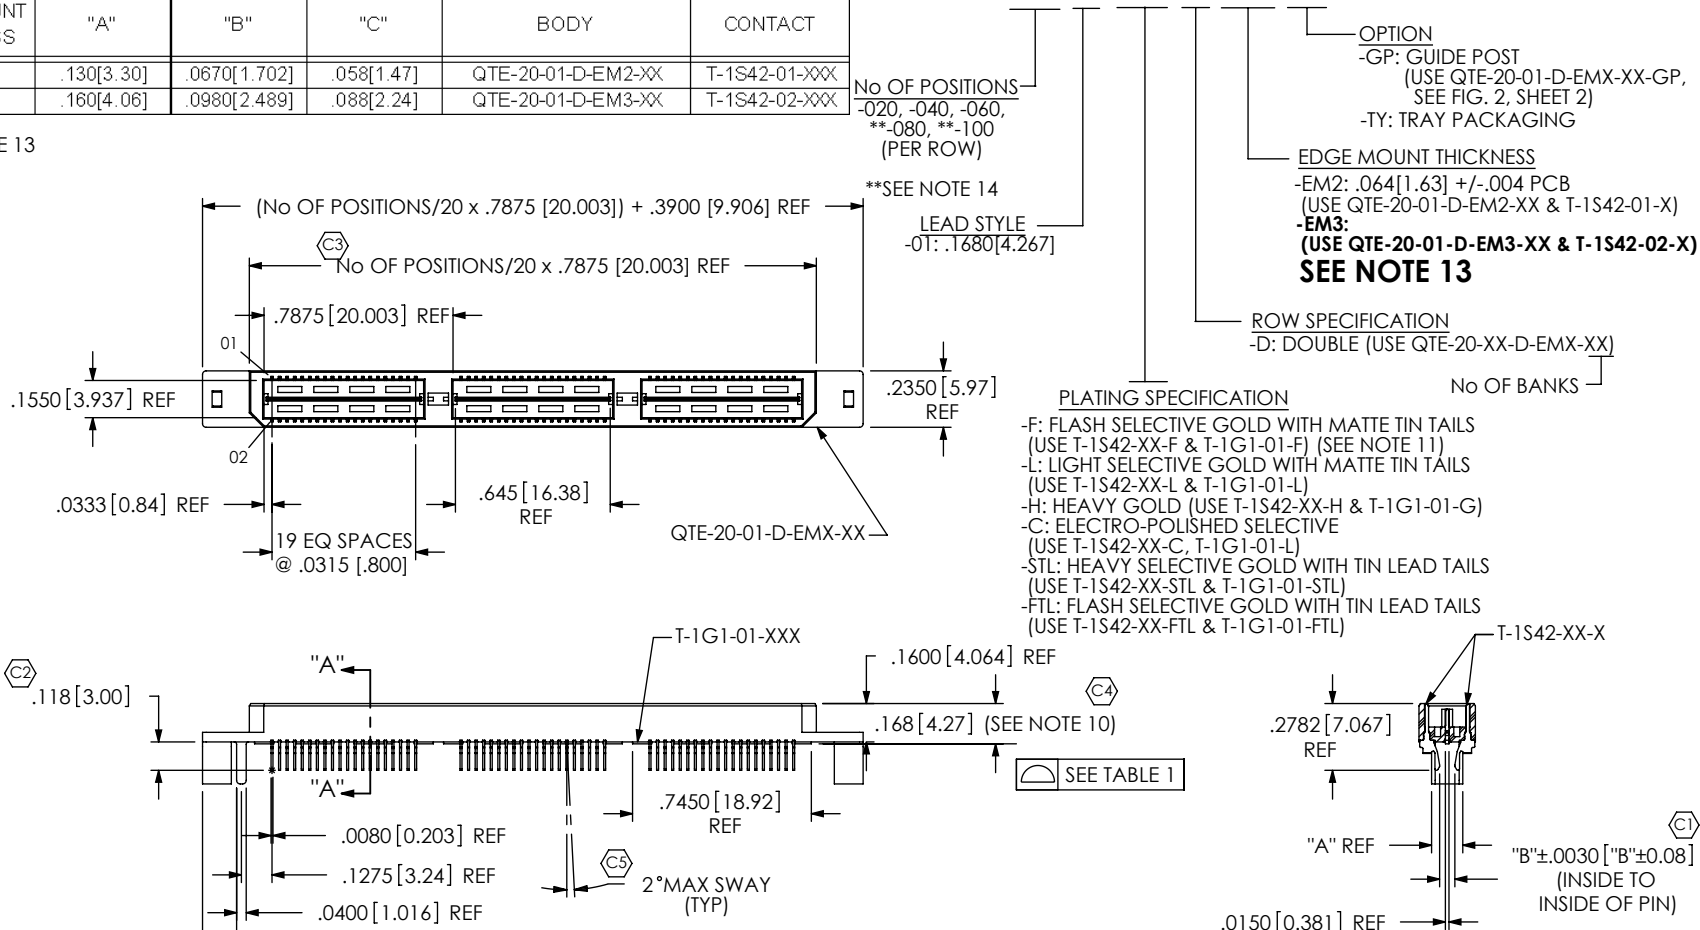 "A" "B" "C" BODY CONTACT
.130[3.30] .0670[1.702] .058[1.47] QTE-20-01-D-EM2-XX T-1S42-01-XXX
.160[4.06] .0980[2.489] .088[2.24] QTE-20-01-D-EM3-XX T-1S42-02-XXX
E 13
No OF POSITIONS
-020, -040, -060,
**-080, **-100
(PER ROW)
**SEE NOTE 14
LEAD STYLE
-01: .1680[4.267]
OPTION
-GP: GUIDE POST
(USE QTE-20-01-D-EMX-XX-GP,
SEE FIG. 2, SHEET 2)
-TY: TRAY PACKAGING
EDGE MOUNT THICKNESS
-EM2: .064[1.63] +/-.004 PCB
(USE QTE-20-01-D-EM2-XX & T-1S42-01-X)
-EM3:
(USE QTE-20-01-D-EM3-XX & T-1S42-02-X)
SEE NOTE 13
ROW SPECIFICATION
-D: DOUBLE (USE QTE-20-XX-D-EMX-XX)
No OF BANKS
PLATING SPECIFICATION
-F: FLASH SELECTIVE GOLD WITH MATTE TIN TAILS
(USE T-1S42-XX-F & T-1G1-01-F) (SEE NOTE 11)
-L: LIGHT SELECTIVE GOLD WITH MATTE TIN TAILS
(USE T-1S42-XX-L & T-1G1-01-L)
-H: HEAVY GOLD (USE T-1S42-XX-H & T-1G1-01-G)
-C: ELECTRO-POLISHED SELECTIVE
(USE T-1S42-XX-C, T-1G1-01-L)
-STL: HEAVY SELECTIVE GOLD WITH TIN LEAD TAILS
(USE T-1S42-XX-STL & T-1G1-01-STL)
-FTL: FLASH SELECTIVE GOLD WITH TIN LEAD TAILS
(USE T-1S42-XX-FTL & T-1G1-01-FTL)
(No OF POSITIONS/20 x .7875 [20.003]) + .3900 [9.906] REF
C3
No OF POSITIONS/20 x .7875 [20.003] REF
.7875 [20.003] REF
01
.1550 [3.937] REF
.2350 [5.97]
REF
02
.0333 [0.84] REF
.645 [16.38]
REF
19 EQ SPACES
@ .0315 [.800]
QTE-20-01-D-EMX-XX
T-1G1-01-XXX
"A"
C2
.118 [3.00]
.1600 [4.064] REF
C4
.168 [4.27] (SEE NOTE 10)
SEE TABLE 1
"A"
.7450 [18.92]
REF
.0080 [0.203] REF
.1275 [3.24] REF
C5
2°MAX SWAY
(TYP)
.0400 [1.016] REF
T-1S42-XX-X
.2782 [7.067]
REF
C1
"A" REF
"B"±.0030 ["B"±0.08]
(INSIDE TO
INSIDE OF PIN)
.0150 [0.381] REF